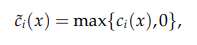 c̃ᵢ(x) = max{cᵢ(x),0},